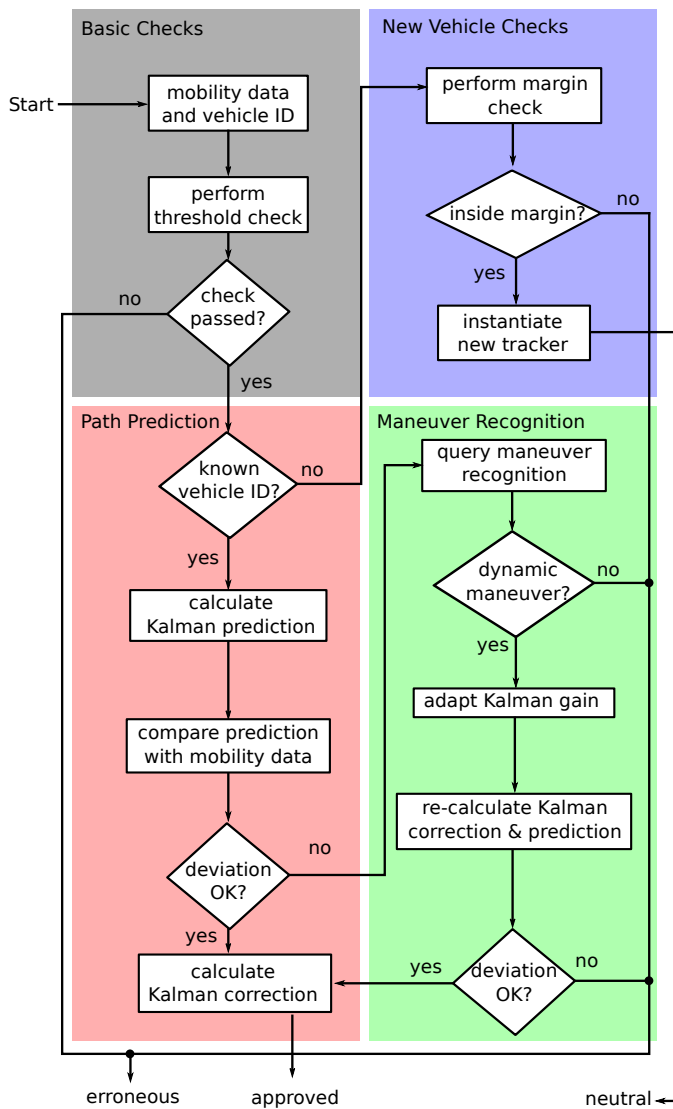 Basic Checks
Start
mobility data
and vehicle ID
perform
threshold check
check
passed?
no
yes
New Vehicle Checks
perform margin
check
inside margin?
no
yes
instantiate
new tracker
Path Prediction
known
vehicle ID?
no
yes
calculate
Kalman prediction
compare prediction
with mobility data
deviation
OK?
no
yes
calculate
Kalman correction
Maneuver Recognition
query maneuver
recognition
dynamic
maneuver?
no
yes
adapt Kalman gain
re-calculate Kalman
correction & prediction
deviation
OK?
yes
no
erroneous
approved
neutral